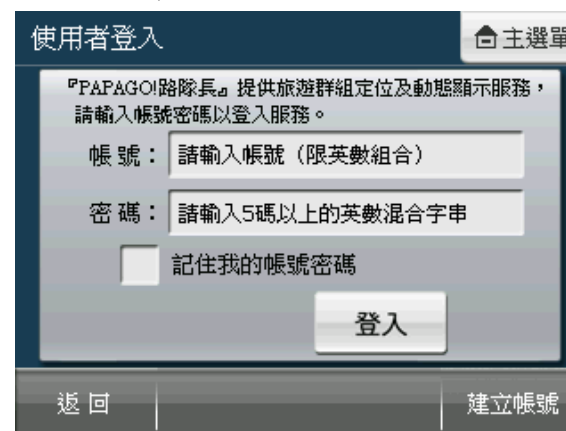 使用者登入
主選單
『PAPAGO!路隊長』提供旅遊群組定位及動態顯示服務，
請輸入帳號密碼以登入服務。
帳號：請輸入帳號（限英數組合）
密碼：請輸入5碼以上的英數混合字串
記住我的帳號密碼
登入
返回
建立帳號